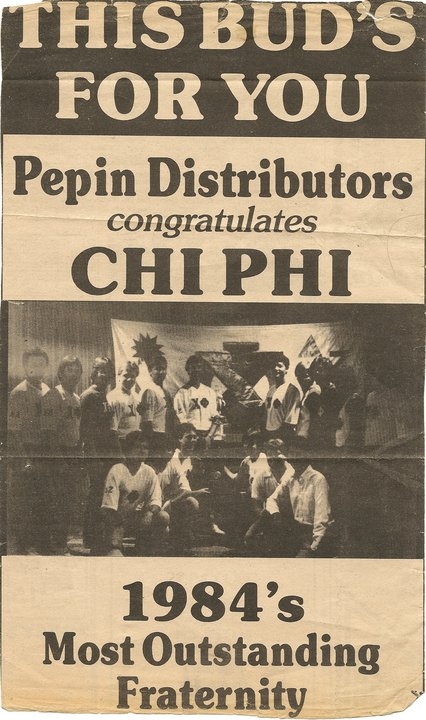 THIS BUD'S
FOR YOU
Pepin Distributors
congratulates
CHI PHI
1984's
Most Outstanding
Fraternity